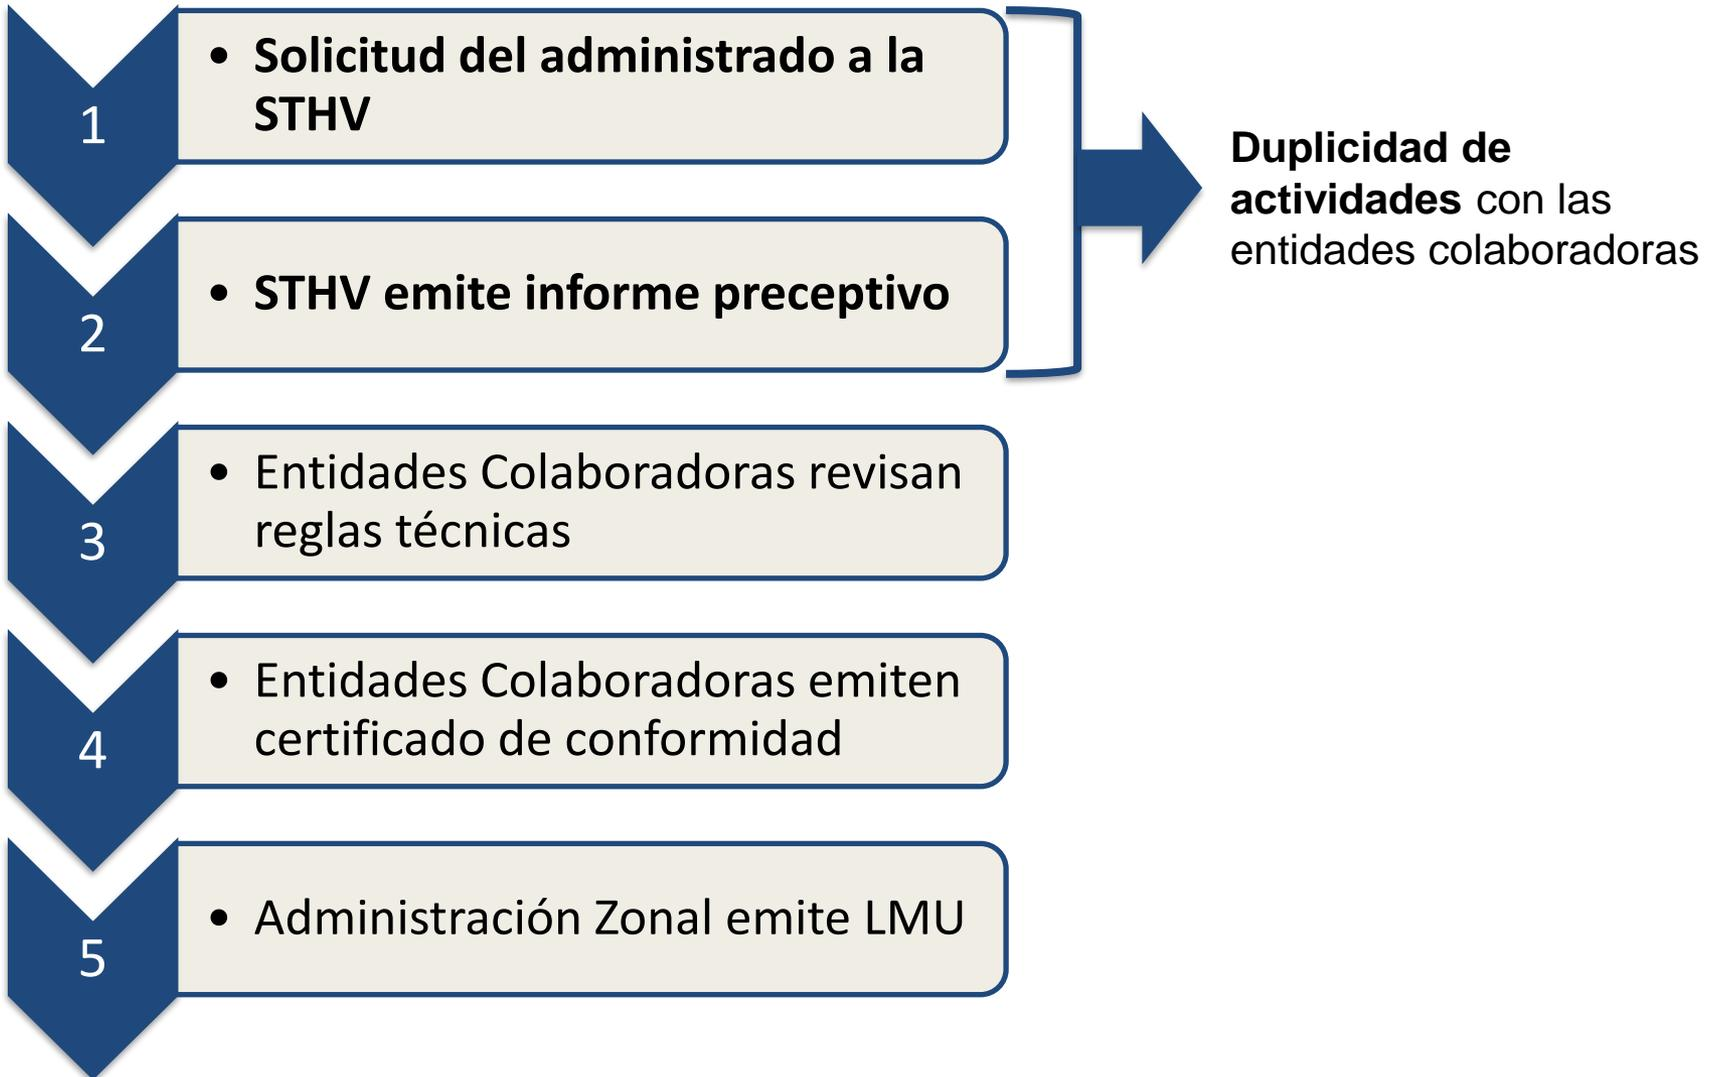 1
• Solicitud del administrado a la
STHV
Duplicidad de
actividades con las
entidades colaboradoras
2
• STHV emite informe preceptivo
3
• Entidades Colaboradoras revisan
reglas técnicas
4
• Entidades Colaboradoras emiten
certificado de conformidad
5
• Administración Zonal emite LMU